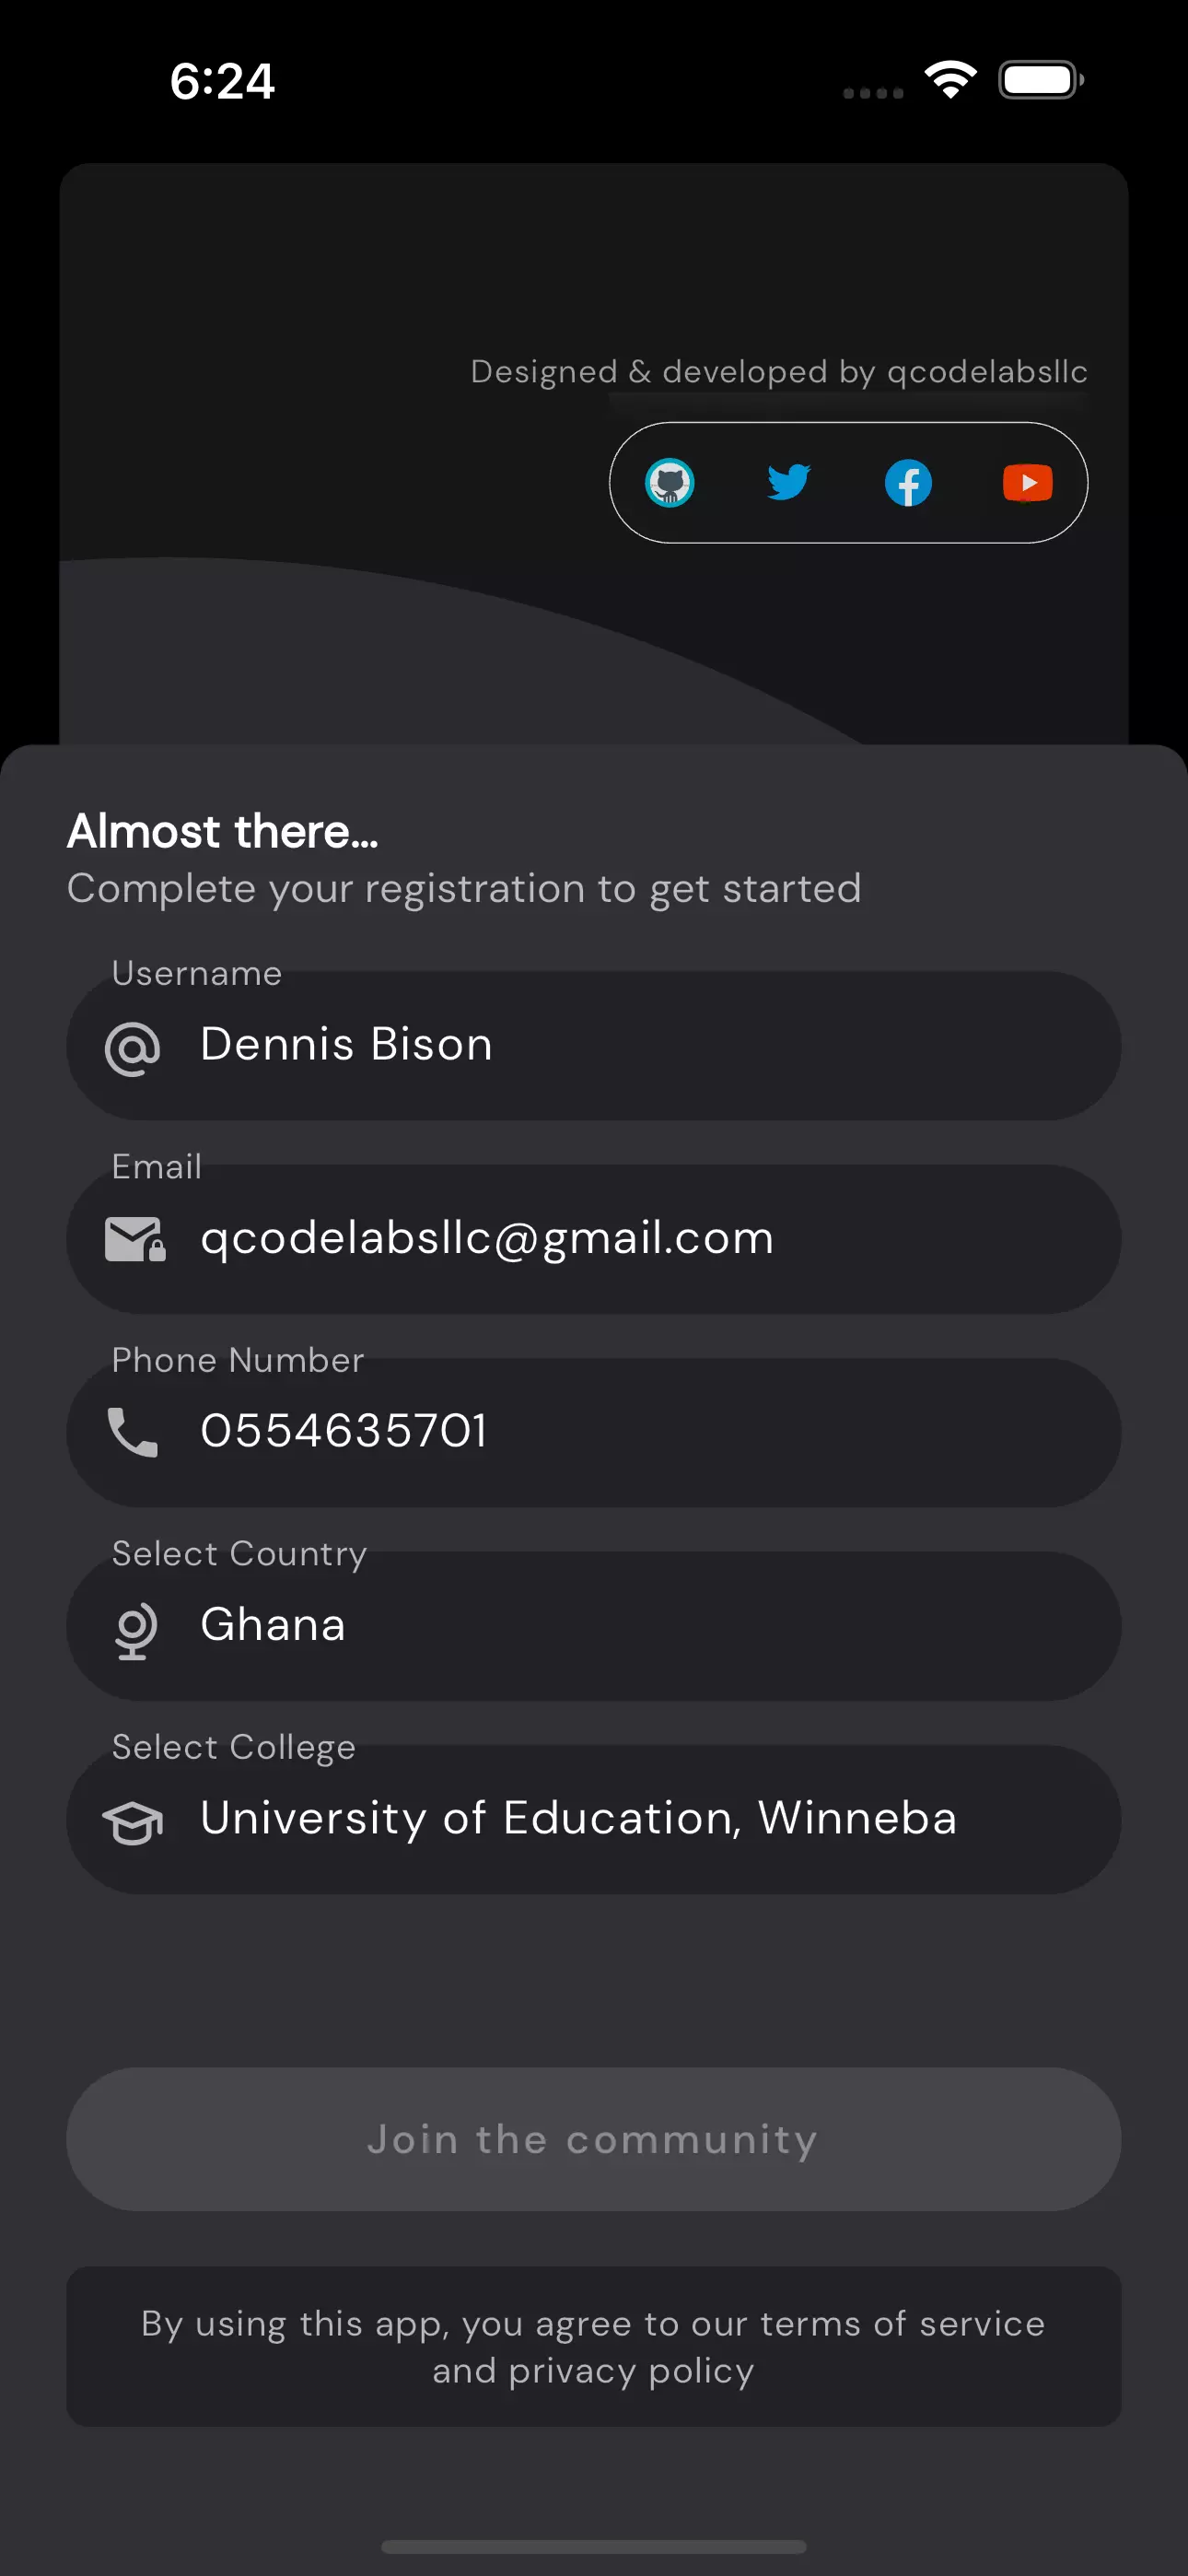 6:24
Designed & developed by qcodelabsllc
Almost there...
Complete your registration to get started
Username
Dennis Bison
Email
qcodelabsllc@gmail.com
Phone Number
0554635701
Select Country
Ghana
Select College
University of Education, Winneba
Join the community
By using this app, you agree to our terms of service
and privacy policy